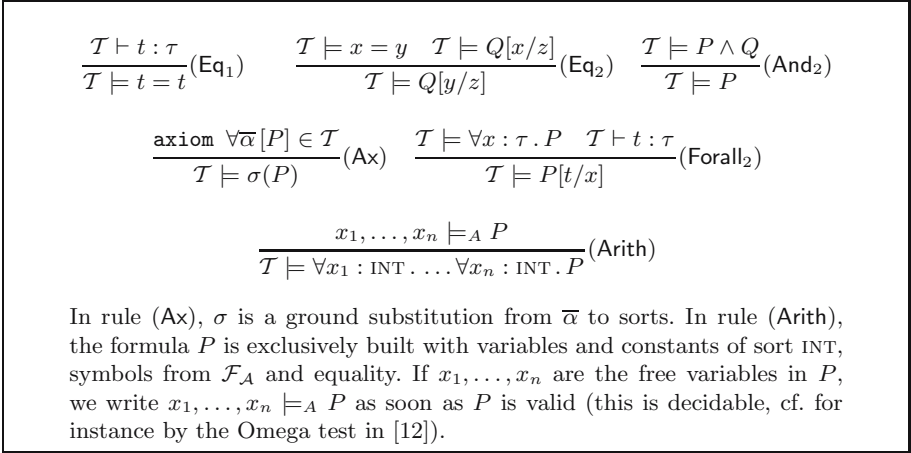 𝒯 ⊢ t : τ
𝒯 ⊨ t = t (Eq₁)
𝒯 ⊨ x = y 𝒯 ⊨ Q[x/z]
𝒯 ⊨ Q[y/z] (Eq₂)
𝒯 ⊨ P ∧ Q
𝒯 ⊨ P (And₂)
axiom ∀α̅ [P] ∈ 𝒯
𝒯 ⊨ σ(P) (Ax)
𝒯 ⊨ ∀x : τ . P 𝒯 ⊢ t : τ
𝒯 ⊨ P[t/x] (Forall₂)
x₁, . . . , xₙ ⊨_A P
𝒯 ⊨ ∀x₁ : INT . . . . ∀xₙ : INT . P (Arith)
In rule (Ax), σ is a ground substitution from α̅ to sorts. In rule (Arith),
the formula P is exclusively built with variables and constants of sort INT,
symbols from ℱ_𝒜 and equality. If x₁, . . . , xₙ are the free variables in P,
we write x₁, . . . , xₙ ⊨_A P as soon as P is valid (this is decidable, cf. for
instance by the Omega test in [12]).